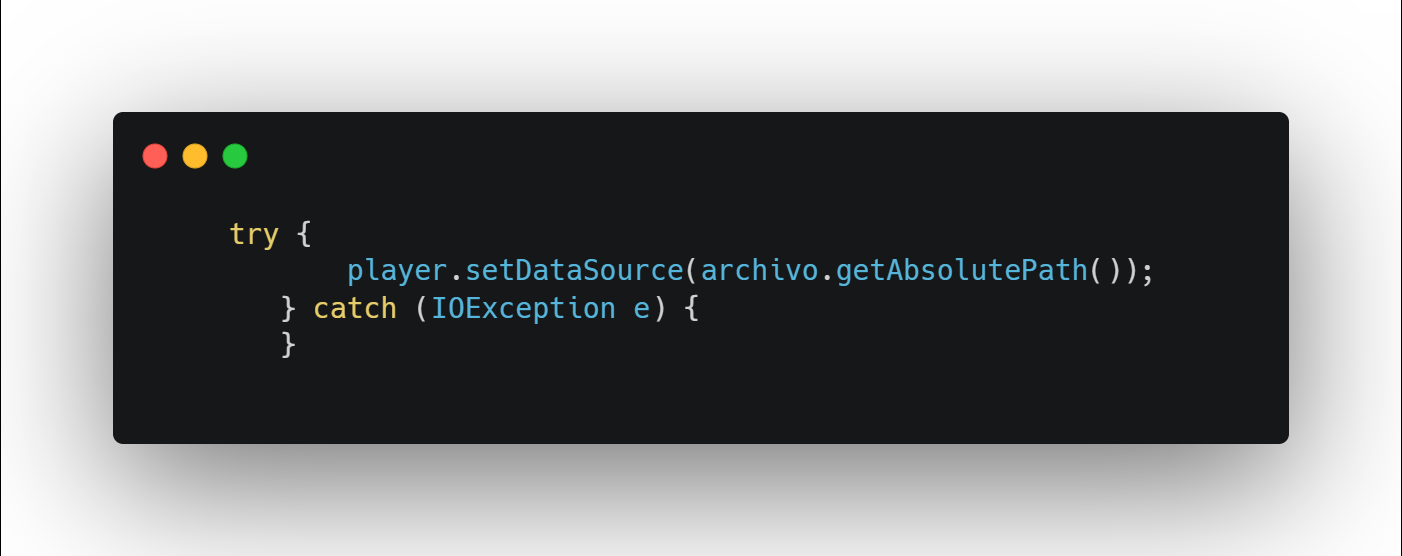 try {
player.setDataSource(archivo.getAbsolutePath());
} catch (IOException e) {
}